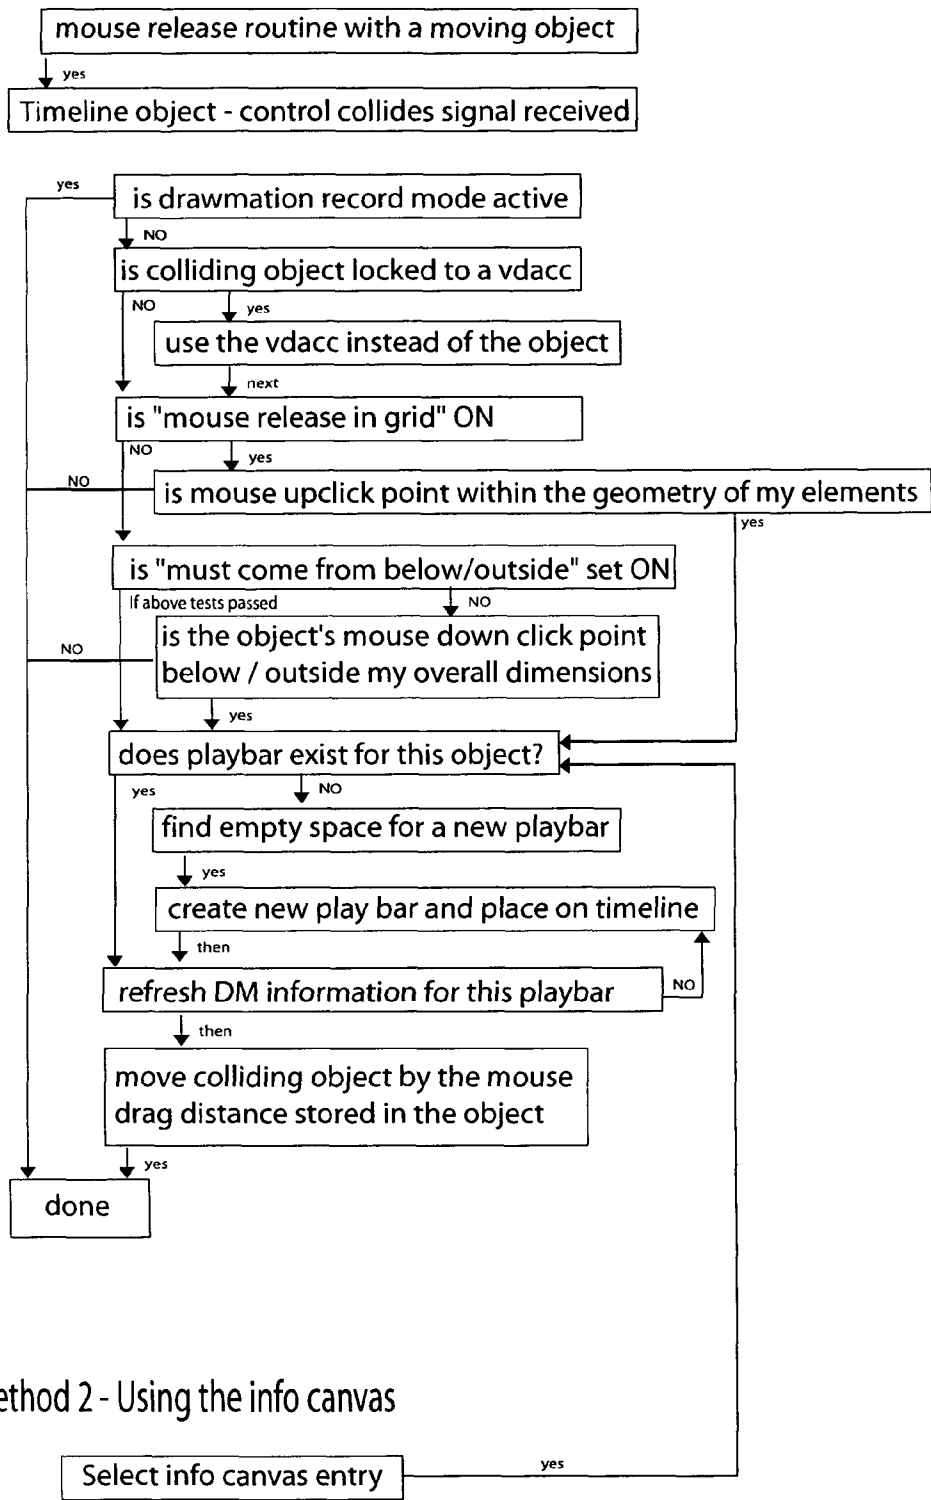 mouse release routine with a moving object
yes
Timeline object - control collides signal received
yes
is drawmation record mode active
NO
is colliding object locked to a vdacc
NO
yes
use the vdacc instead of the object
next
is "mouse release in grid" ON
NO
yes
NO
is mouse upclick point within the geometry of my elements
yes
is "must come from below/outside" set ON
If above tests passed
NO
is the object's mouse down click point
NO
below / outside my overall dimensions
yes
does playbar exist for this object?
yes
NO
find empty space for a new playbar
yes
create new play bar and place on timeline
then
refresh DM information for this playbar
NO
then
move colliding object by the mouse
drag distance stored in the object
yes
done
ethod 2 - Using the info canvas
Select info canvas entry
yes